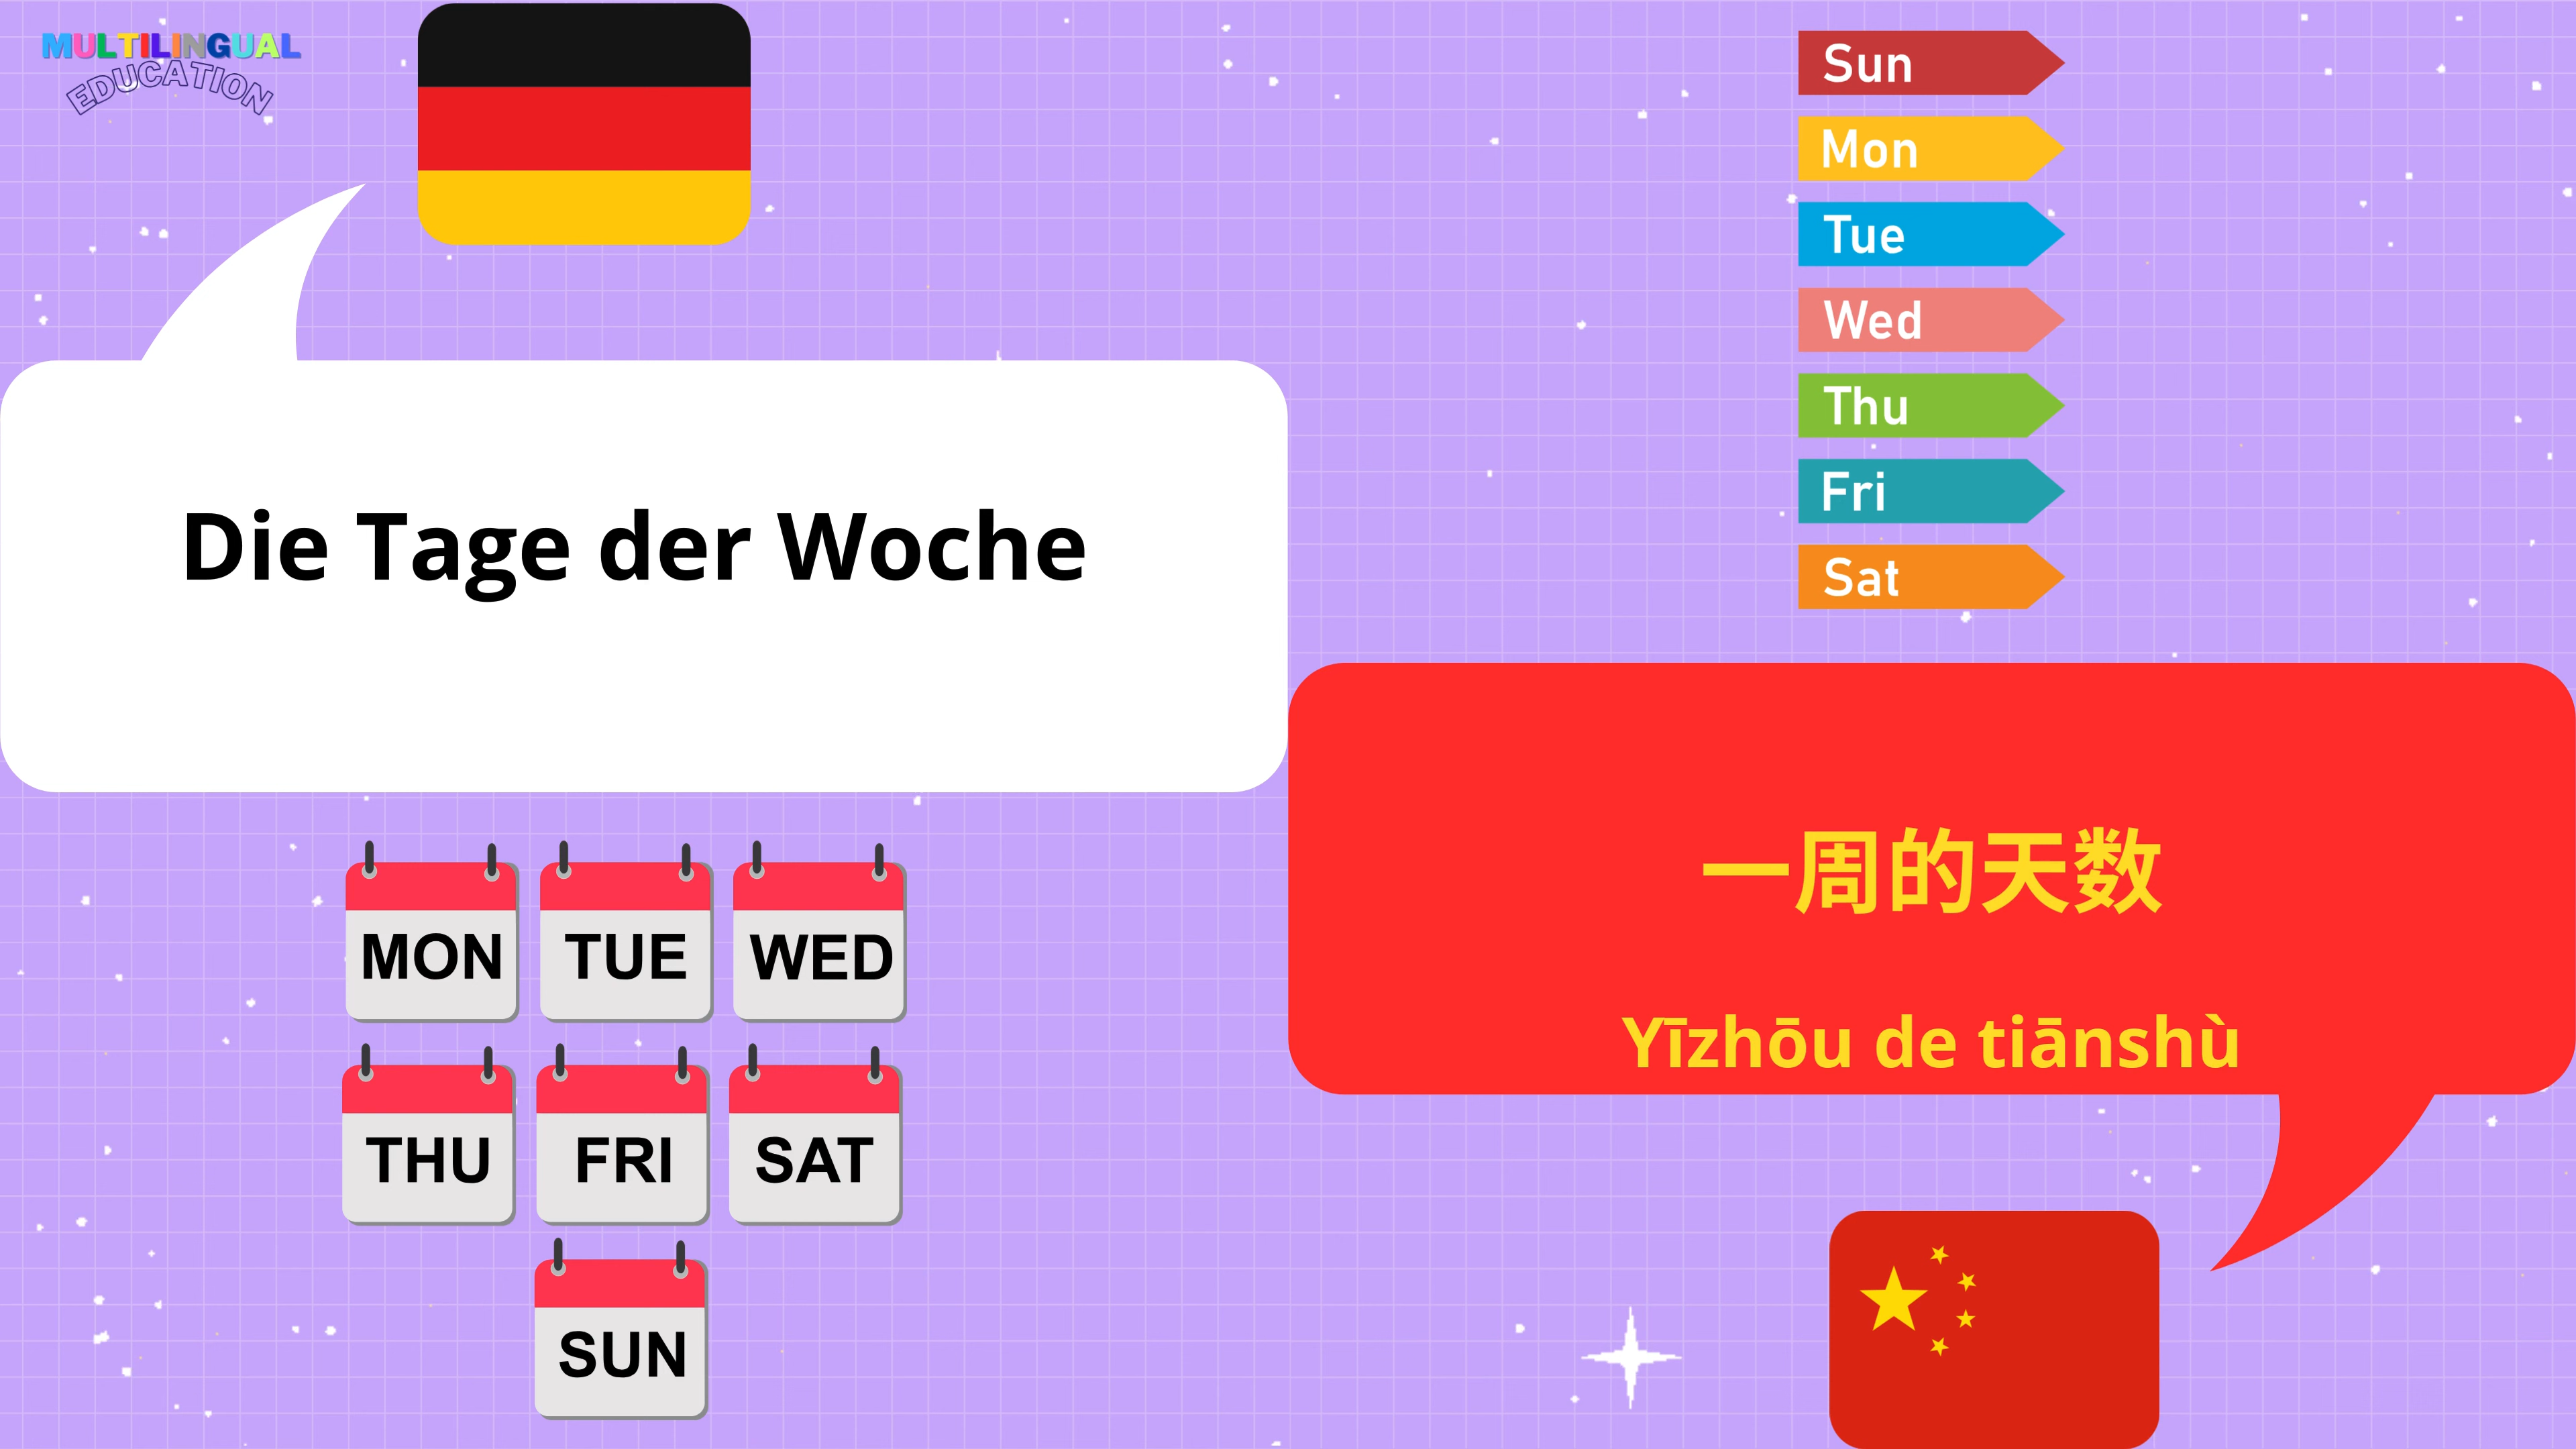 MULTILINGUAL
EDUCATION
Die Tage der Woche
MON TUE WED
THU FRI SAT
SUN
Sun
Mon
Tue
Wed
Thu
Fri
Sat
一周的天数
Yīzhōu de tiānshù